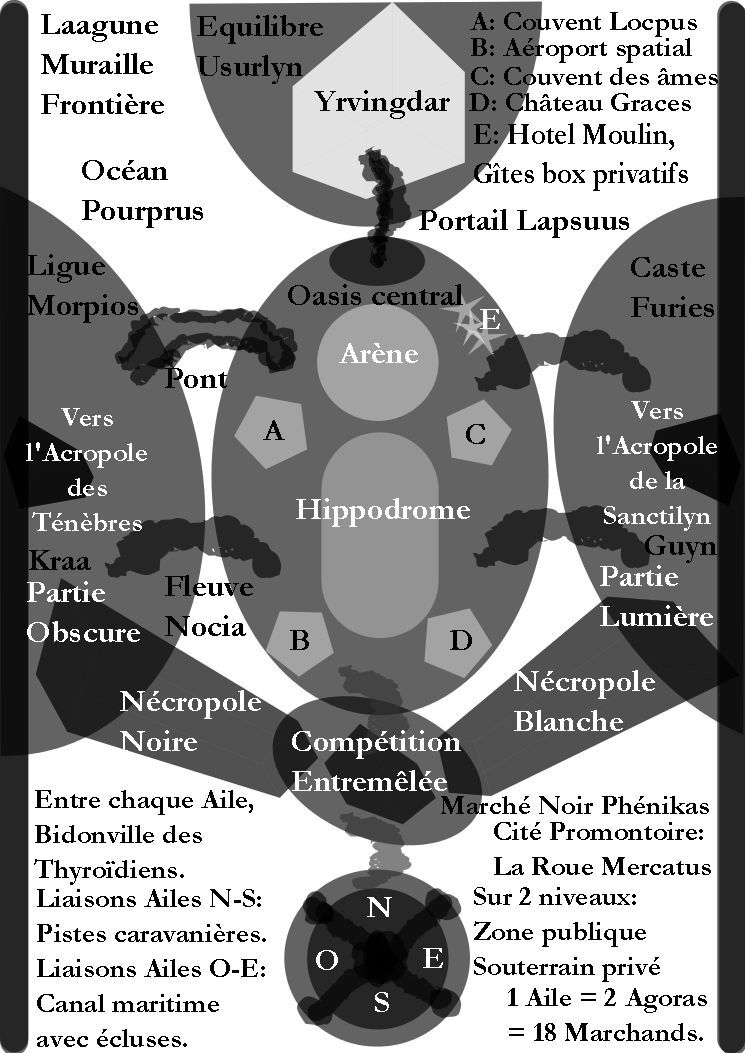 Laagune
Muraille
Frontière
Equilibre
Usurlyn
Yrvingdar
A: Couvent Locpus
B: Aéroport spatial
C: Couvent des âmes
D: Château Graces
E: Hotel Moulin,
Gîtes box privatifs
Océan
Pourprus
Portail Lapsuus
Ligue
Morpios
Oasis central
E
Caste
Furies
Arène
Pont
A
C
Vers
l'Acropole
des
Ténèbres
Vers
l'Acropole
de la
Sanctilyn
Hippodrome
Kraa
Guyn
Partie
Obscure
Fleuve
Nocia
Partie
Lumière
B
D
Nécropole
Noire
Nécropole
Blanche
Compétition
Entremêlée
Entre chaque Aile,
Bidonville des
Thyroïdiens.
Liaisons Ailes N-S:
Pistes caravanières.
Liaisons Ailes O-E:
Canal maritime
avec écluses.
Marché Noir Phénikas
Cité Promontoire:
La Roue Mercatus
Sur 2 niveaux:
Zone publique
Souterrain privé
1 Aile = 2 Agoras
= 18 Marchands.
N
O
E
S